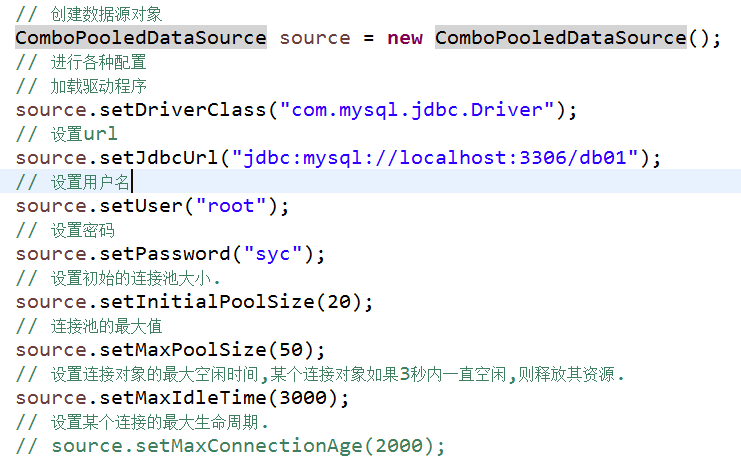 // 创建数据源对象
ComboPooledDataSource source = new ComboPooledDataSource();
// 进行各种配置
// 加载驱动程序
source.setDriverClass("com.mysql.jdbc.Driver");
// 设置url
source.setJdbcUrl("jdbc:mysql://localhost:3306/db01");
// 设置用户名
source.setUser("root");
// 设置密码
source.setPassword("syc");
// 设置初始的连接池大小.
source.setInitialPoolSize(20);
// 连接池的最大值
source.setMaxPoolSize(50);
// 设置连接对象的最大空闲时间,某个连接对象如果3秒内一直空闲,则释放其资源.
source.setMaxIdleTime(3000);
// 设置某个连接的最大生命周期.
// source.setMaxConnectionAge(2000);